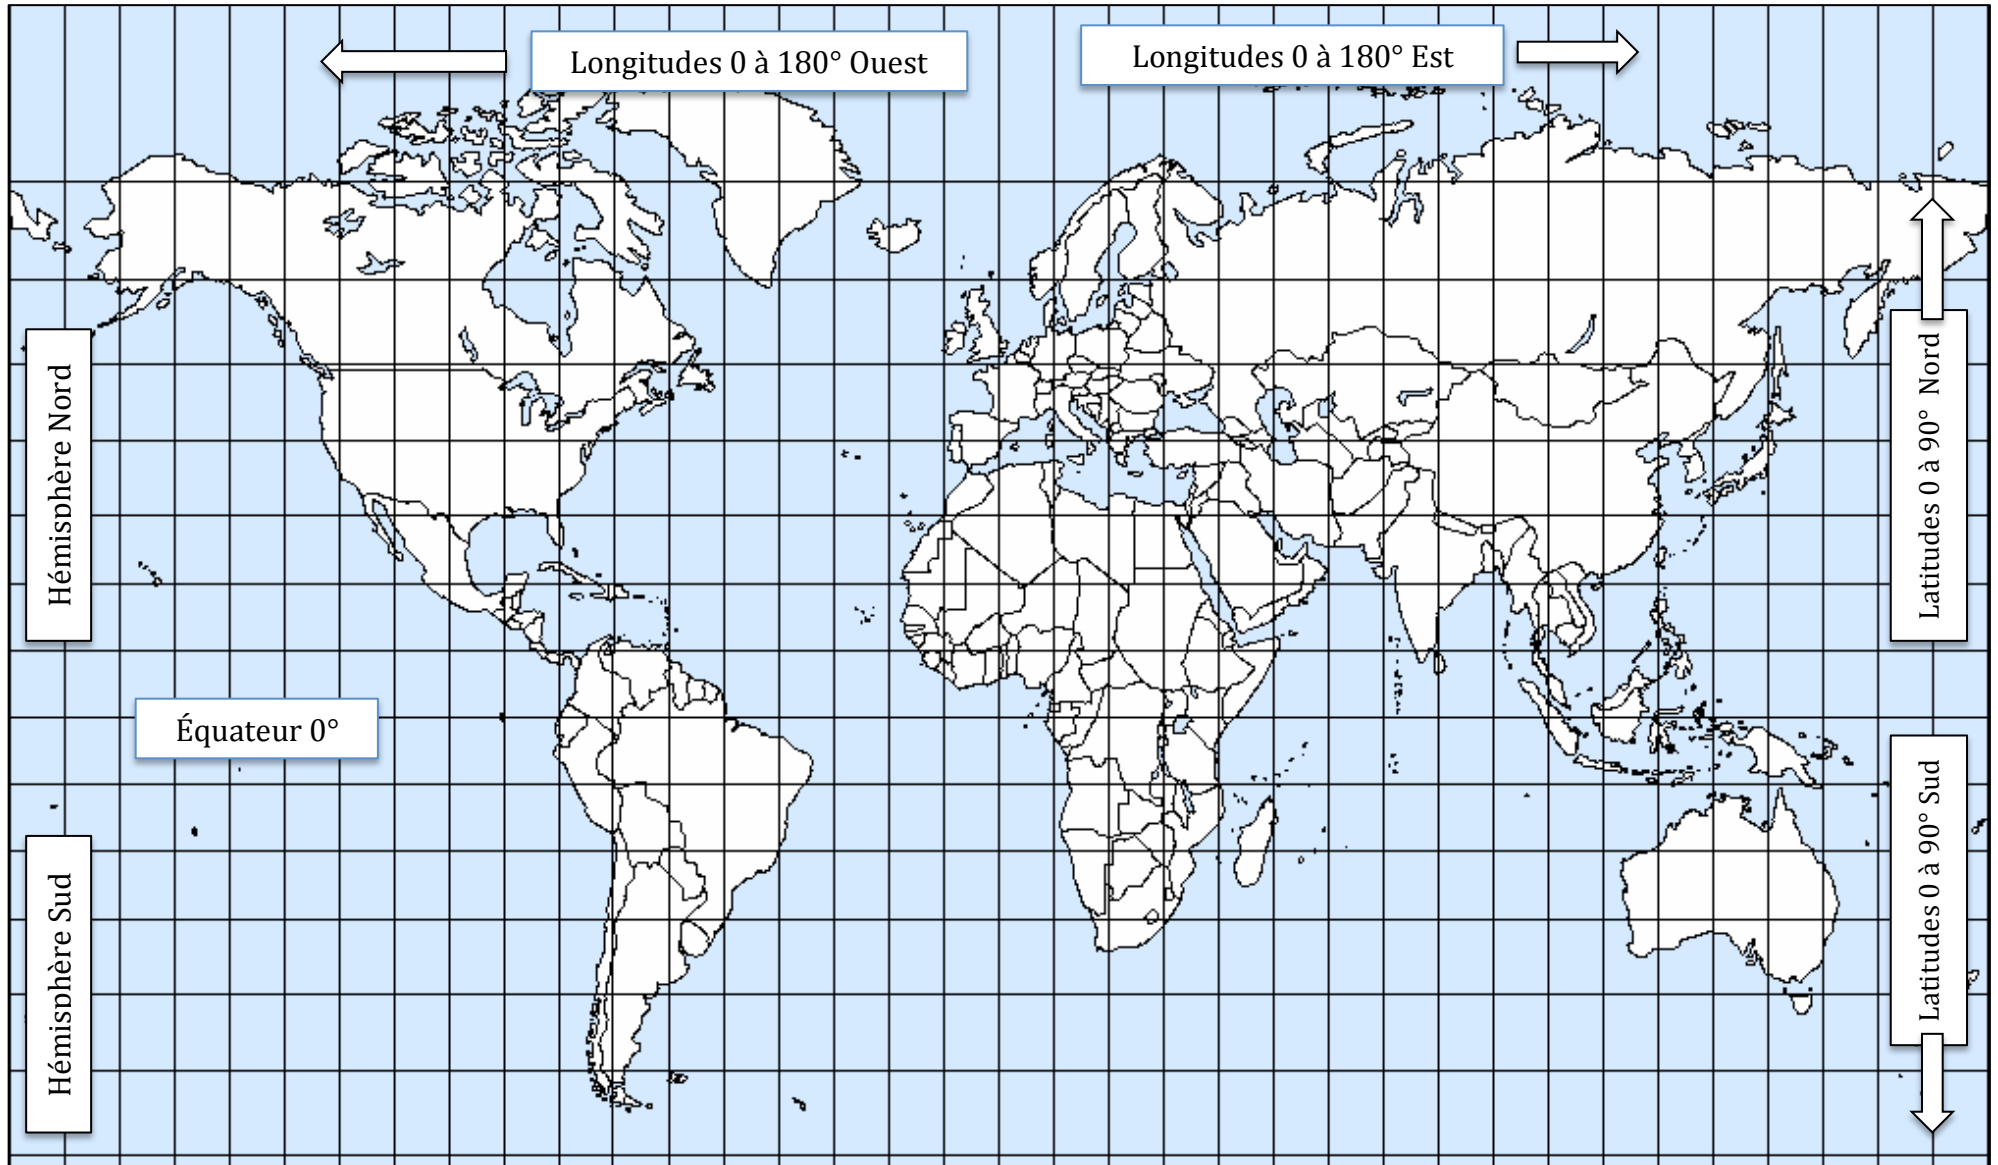 Longitudes 0 à 180° Ouest
Longitudes 0 à 180° Est
Hémisphère Nord
Latitudes 0 à 90° Nord
Équateur 0°
Hémisphère Sud
Latitudes 0 à 90° Sud